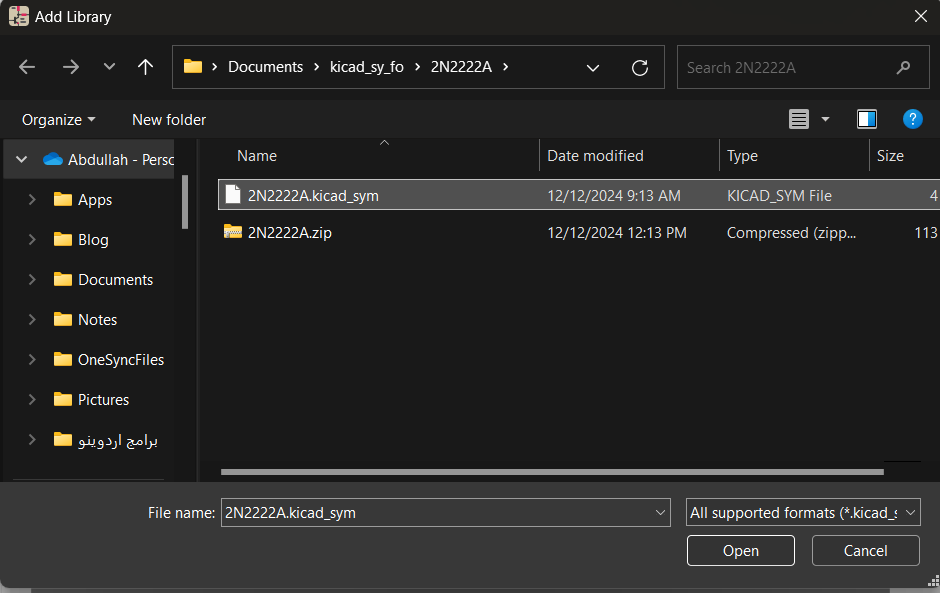 Add Library
Documents > kicad_sy_fo > 2N2222A >
Search 2N2222A
Organize
New folder
?
Abdullah - Perso
Apps
Blog
Documents
Notes
OneSyncFiles
Pictures
برامج اردوينو
Name Date modified Type Size
2N2222A.kicad_sym 12/12/2024 9:13 AM KICAD_SYM File 4
2N2222A.zip 12/12/2024 12:13 PM Compressed (zipp... 113
File name: 2N2222A.kicad_sym All supported formats (*.kicad_s
Open Cancel